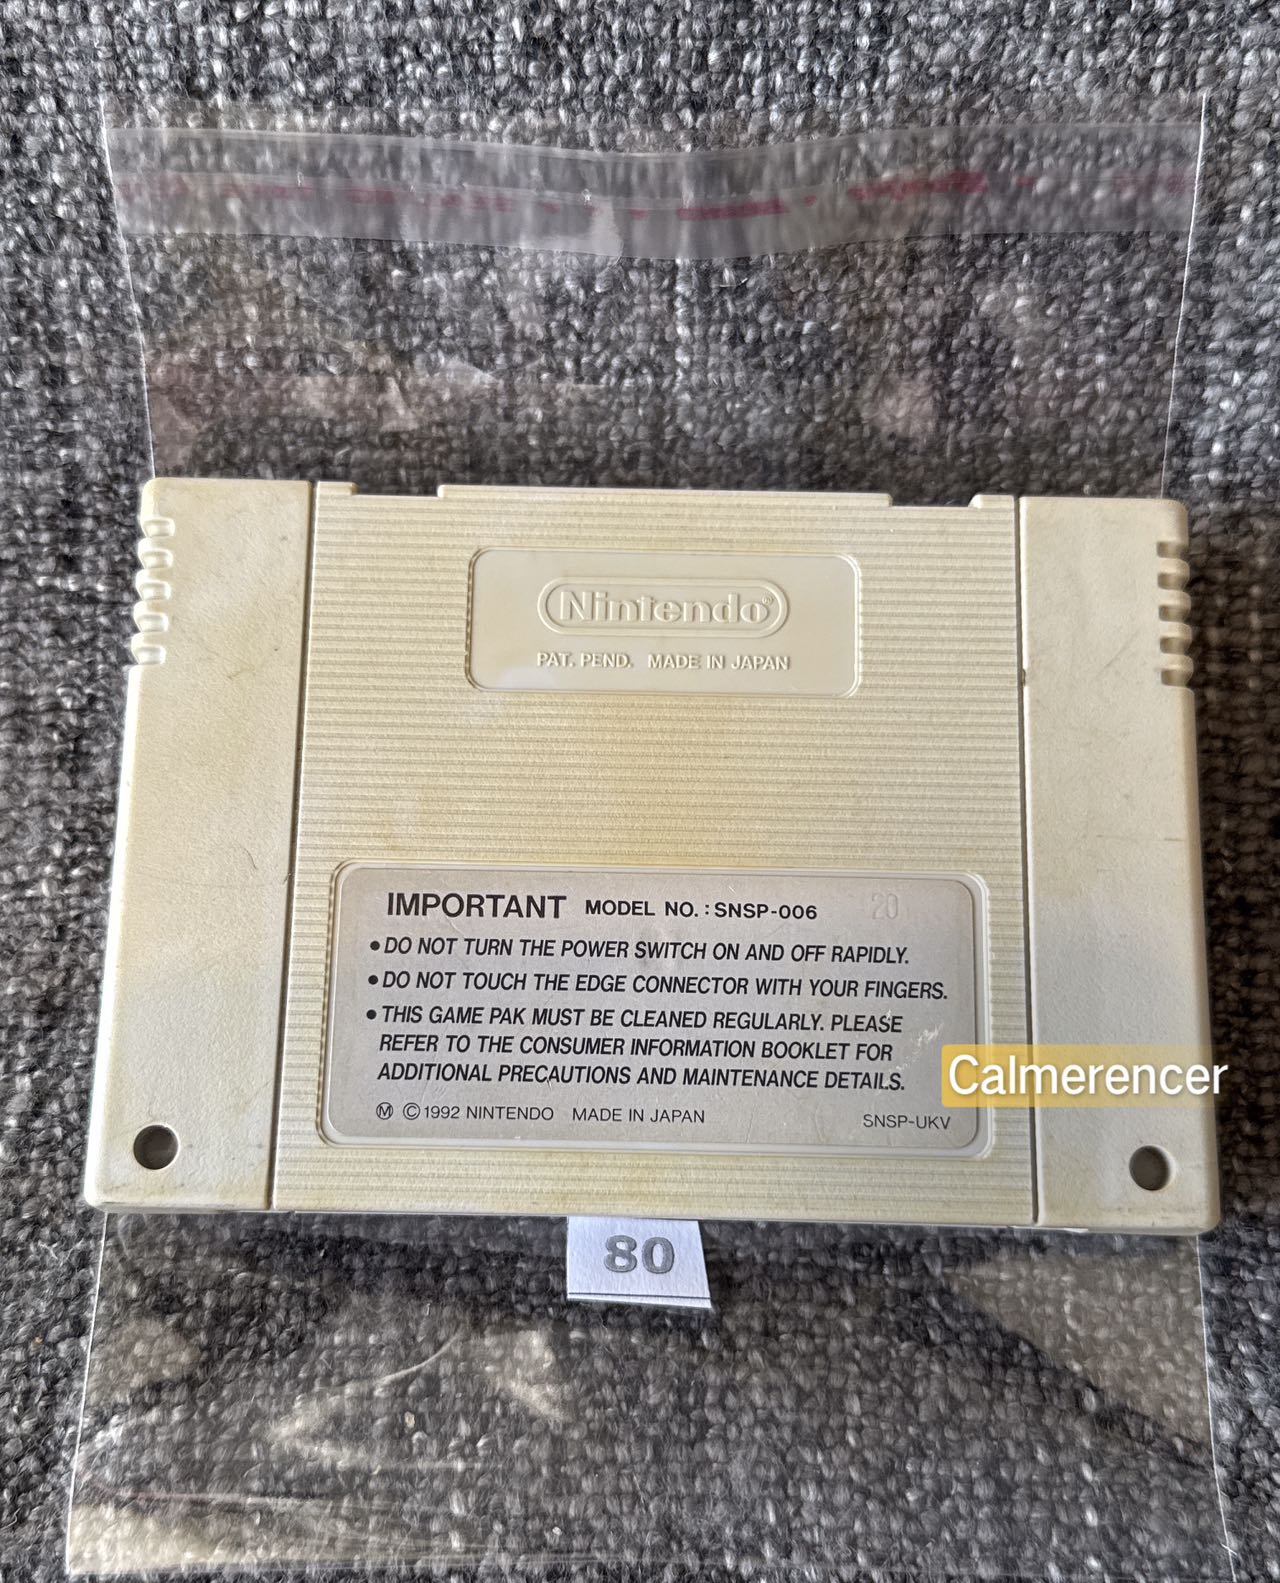 Nintendo®
PAT. PEND. MADE IN JAPAN
IMPORTANT MODEL NO.: SNSP-006 20
• DO NOT TURN THE POWER SWITCH ON AND OFF RAPIDLY.
• DO NOT TOUCH THE EDGE CONNECTOR WITH YOUR FINGERS.
• THIS GAME PAK MUST BE CLEANED REGULARLY. PLEASE
REFER TO THE CONSUMER INFORMATION BOOKLET FOR
ADDITIONAL PRECAUTIONS AND MAINTENANCE DETAILS.
Ⓜ ©1992 NINTENDO MADE IN JAPAN SNSP-UKV
Calmerencer
80